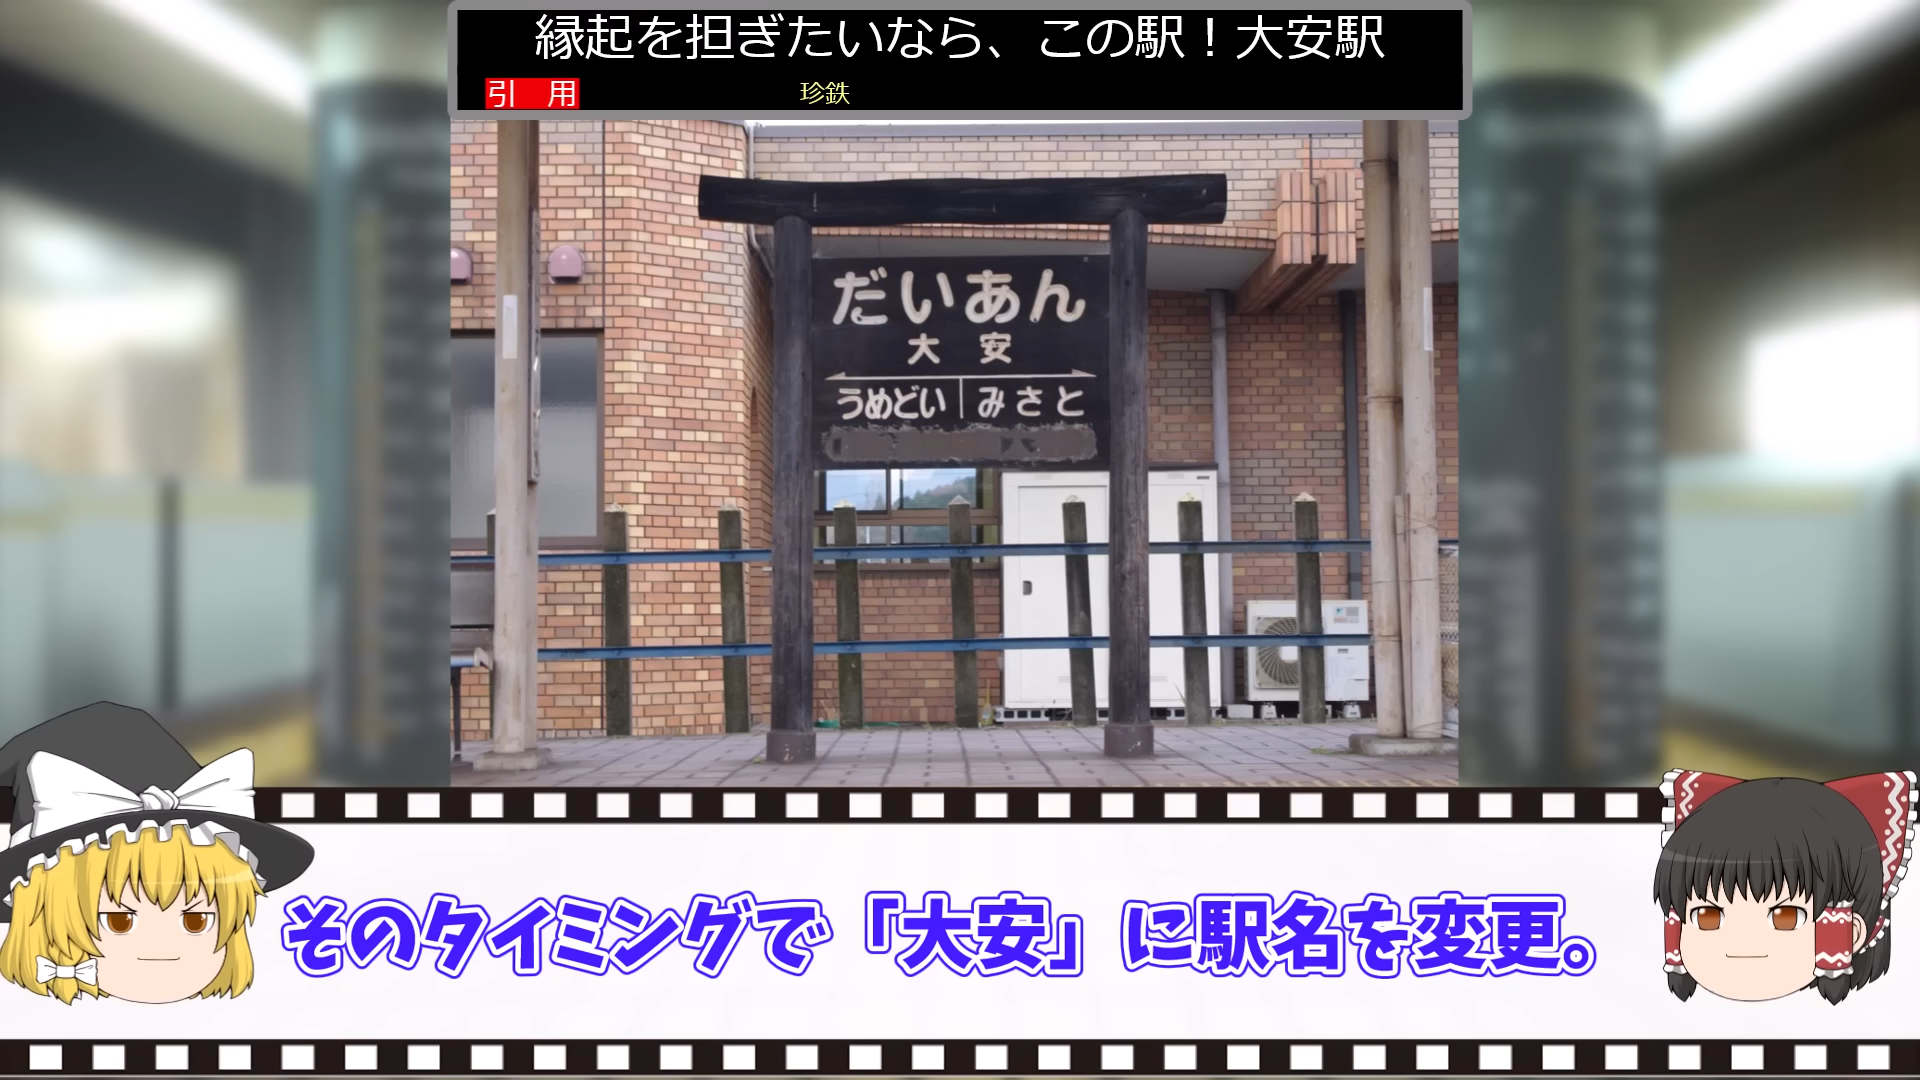 縁起を担ぎたいなら、この駅！大安駅
引　用　珍鉄
だいあん
大　安
うめどい｜みさと
そのタイミングで「大安」に駅名を変更。